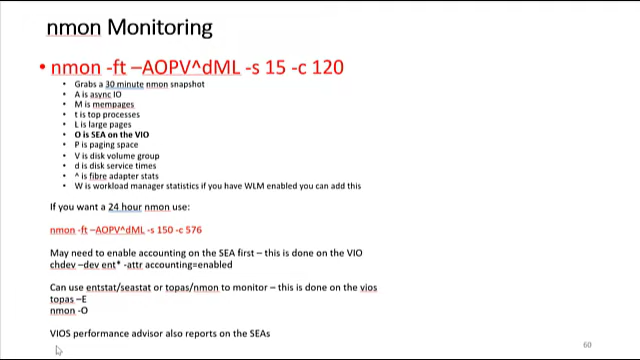 nmon Monitoring
• nmon -ft –AOPV^dML -s 15 -c 120
• Grabs a 30 minute nmon snapshot
• A is async IO
• M is mempages
• t is top processes
• L is large pages
• O is SEA on the VIO
• P is paging space
• V is disk volume group
• d is disk service times
• ^ is fibre adapter stats
• W is workload manager statistics if you have WLM enabled you can add this
If you want a 24 hour nmon use:
nmon -ft –AOPV^dML -s 150 -c 576
May need to enable accounting on the SEA first – this is done on the VIO
chdev –dev ent* -attr accounting=enabled
Can use entstat/seastat or topas/nmon to monitor – this is done on the vios
topas –E
nmon -O
VIOS performance advisor also reports on the SEAs
60